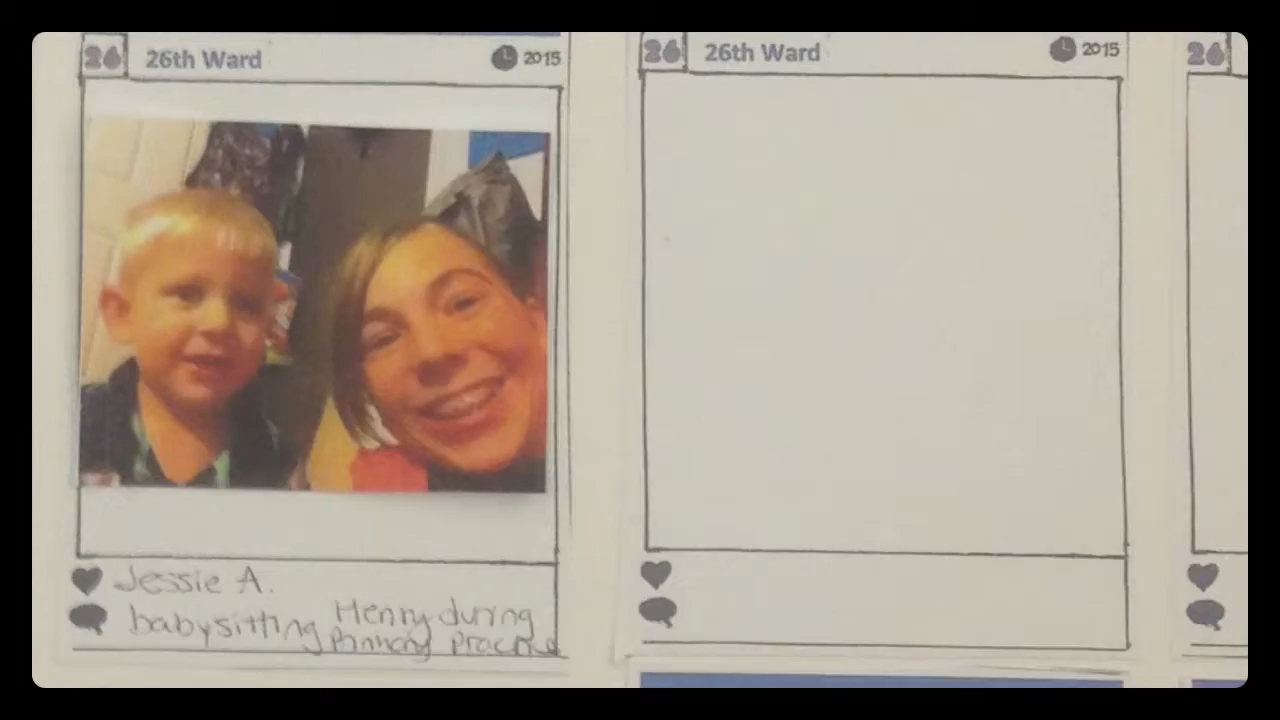 26 26th Ward 2015
Jessie A.
babysitting Henry during
Primary Practice
26 26th Ward 2015
26